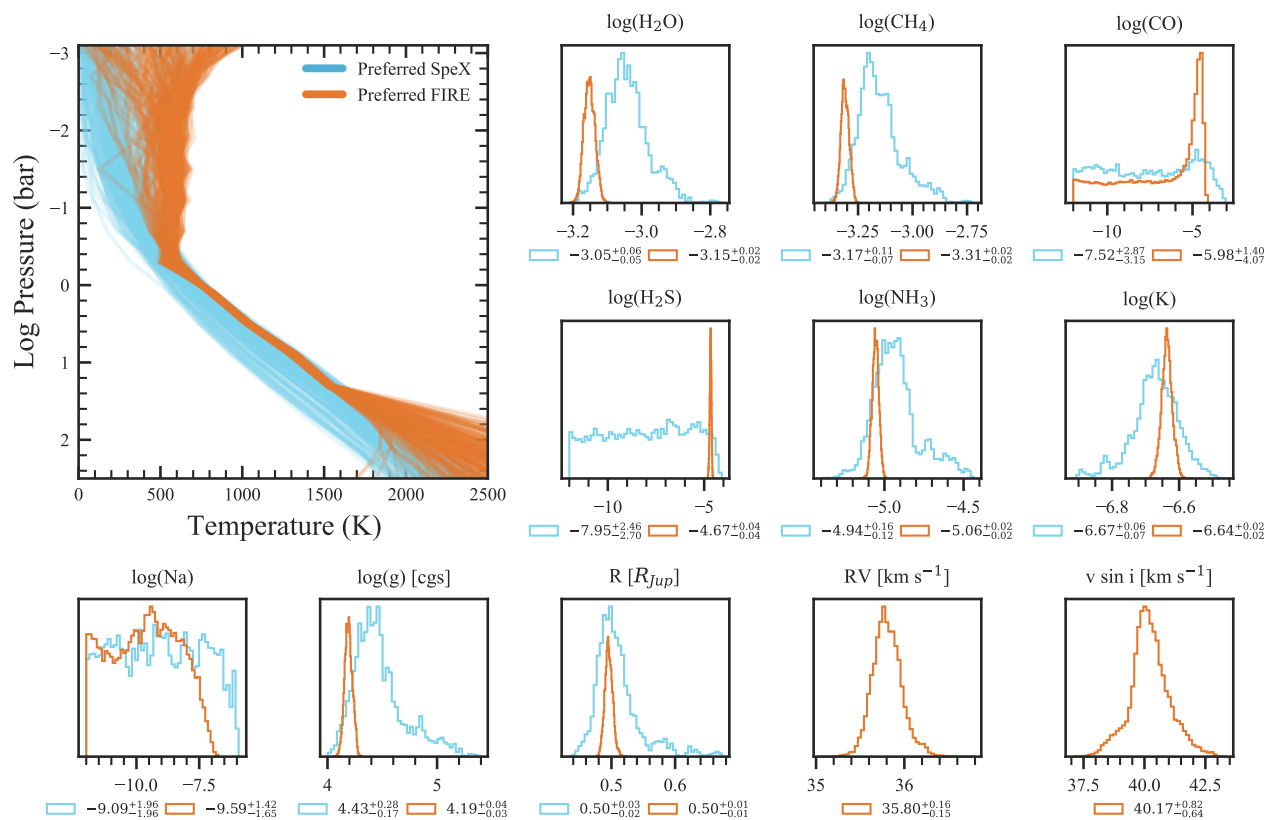 log(H₂O)
log(CH₄)
log(CO)
−3
−2
−1
0
1
2
Log Pressure (bar)
Preferred SpeX
Preferred FIRE
0
500
1000
1500
2000
2500
Temperature (K)
−3.2
−3.0
−2.8
−3.05 +0.06 −0.05
−3.15 +0.02 −0.02
−3.25
−3.00
−2.75
−3.17 +0.11 −0.07
−3.31 +0.02 −0.02
−10
−5
−7.52 +2.87 −3.15
−5.98 +1.40 −4.07
log(H₂S)
log(NH₃)
log(K)
−10
−5
−7.95 +2.46 −2.70
−4.67 +0.04 −0.04
−5.0
−4.5
−4.94 +0.16 −0.12
−5.06 +0.02 −0.02
−6.8
−6.6
−6.67 +0.06 −0.07
−6.64 +0.02 −0.02
log(Na)
log(g) [cgs]
R [R_Jup]
RV [km s⁻¹]
v sin i [km s⁻¹]
−10.0
−7.5
−9.09 +1.96 −1.96
−9.59 +1.42 −1.65
4
5
4.43 +0.28 −0.17
4.19 +0.04 −0.03
0.5
0.6
0.50 +0.03 −0.02
0.50 +0.01 −0.01
35
36
35.80 +0.16 −0.15
37.5
40.0
42.5
40.17 +0.82 −0.64